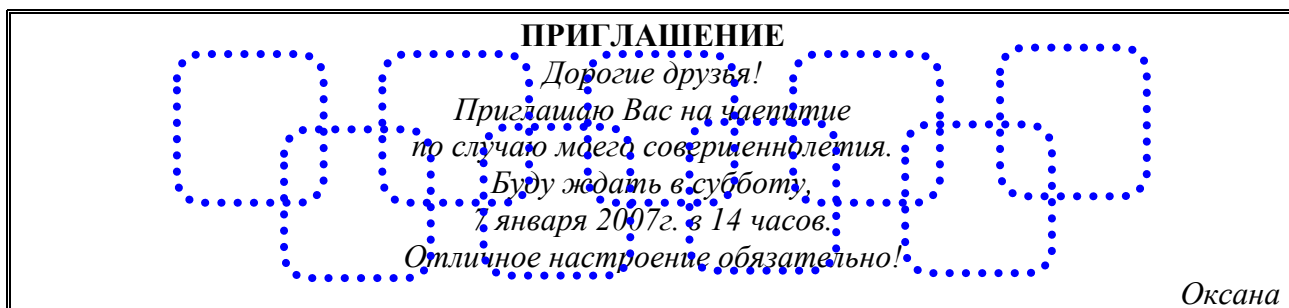 ПРИГЛАШЕНИЕ
Дорогие друзья!
Приглашаю Вас на чаепитие
по случаю моего совершеннолетия.
Буду ждать в субботу,
7 января 2007г. в 14 часов.
Отличное настроение обязательно!
Оксана